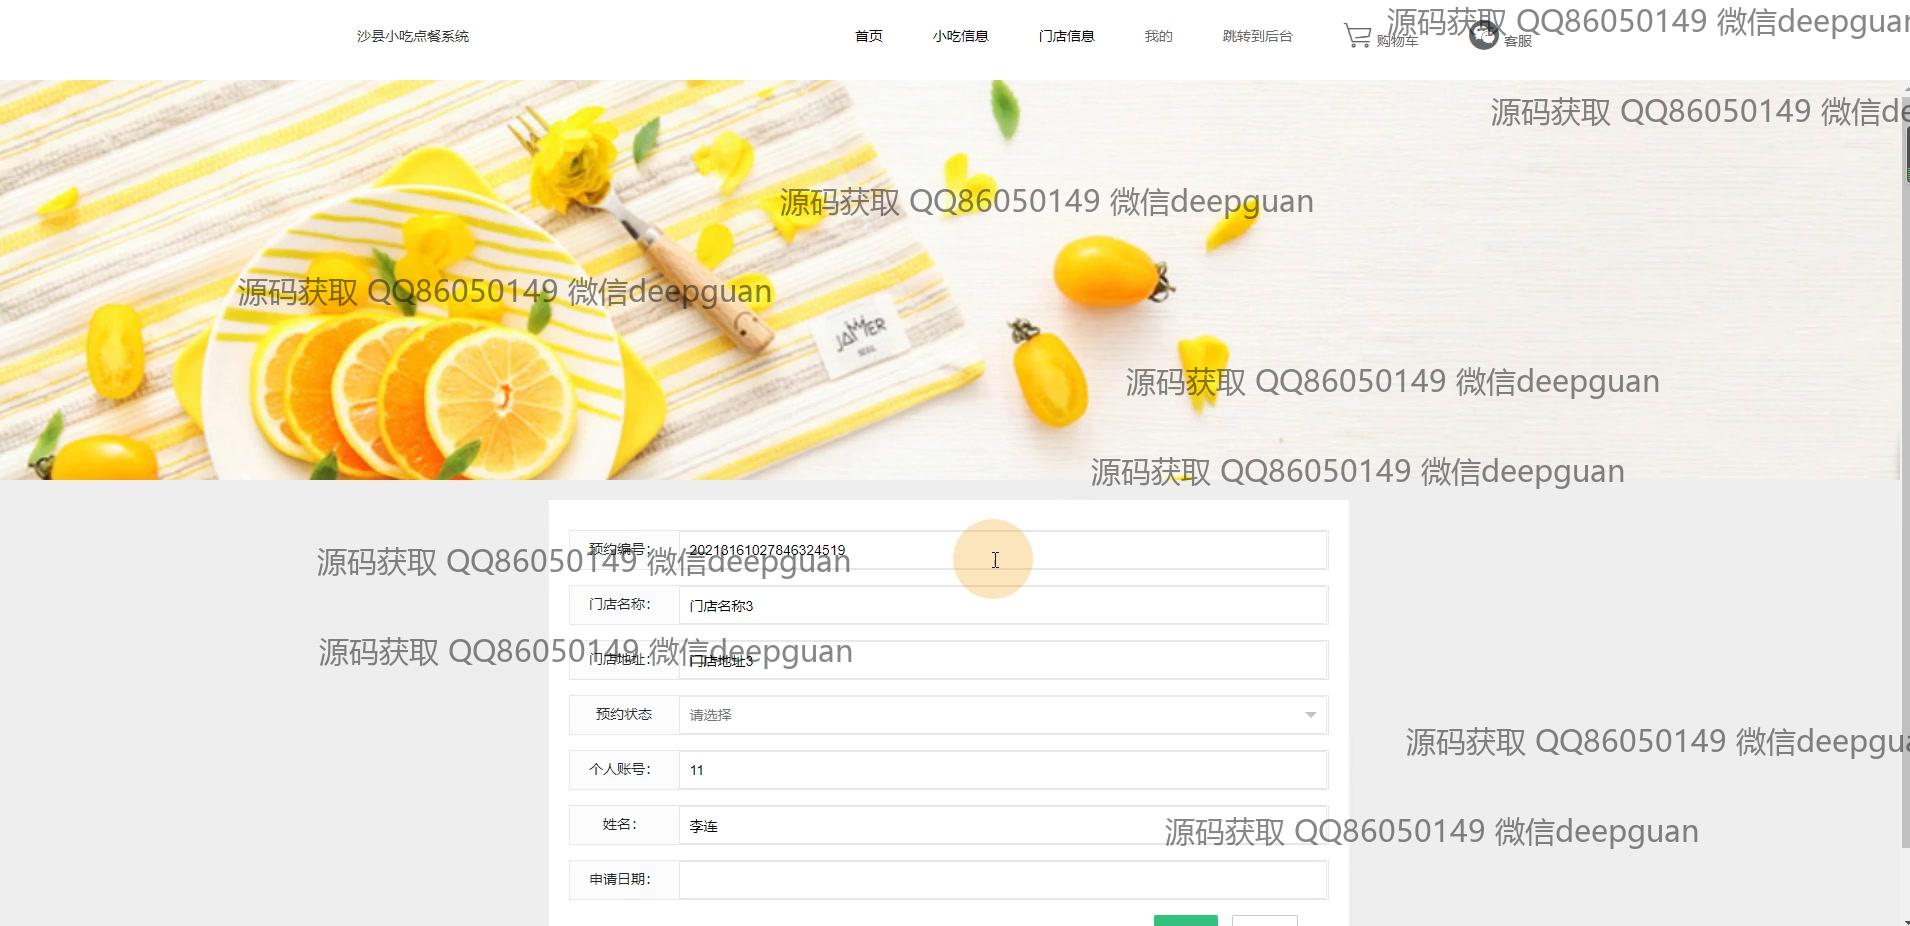 沙县小吃点餐系统
首页 小吃信息 门店信息 我的 跳转到后台 购物车 客服
源码获取 QQ86050149 微信deepguan
源码获取 QQ86050149 微信de
源码获取 QQ86050149 微信deepguan
源码获取 QQ86050149 微信deepguan
JAMIER
SEOUL
源码获取 QQ86050149 微信deepguan
源码获取 QQ86050149 微信deepguan
预约编号： 20213161027846324519
源码获取 QQ86050149 微信deepguan
门店名称： 门店名称3
源码获取 QQ86050149 微信deepguan
门店地址： 门店地址3
预约状态 请选择
源码获取 QQ86050149 微信deepgua
个人账号： 11
姓名： 李连
源码获取 QQ86050149 微信deepguan
申请日期：